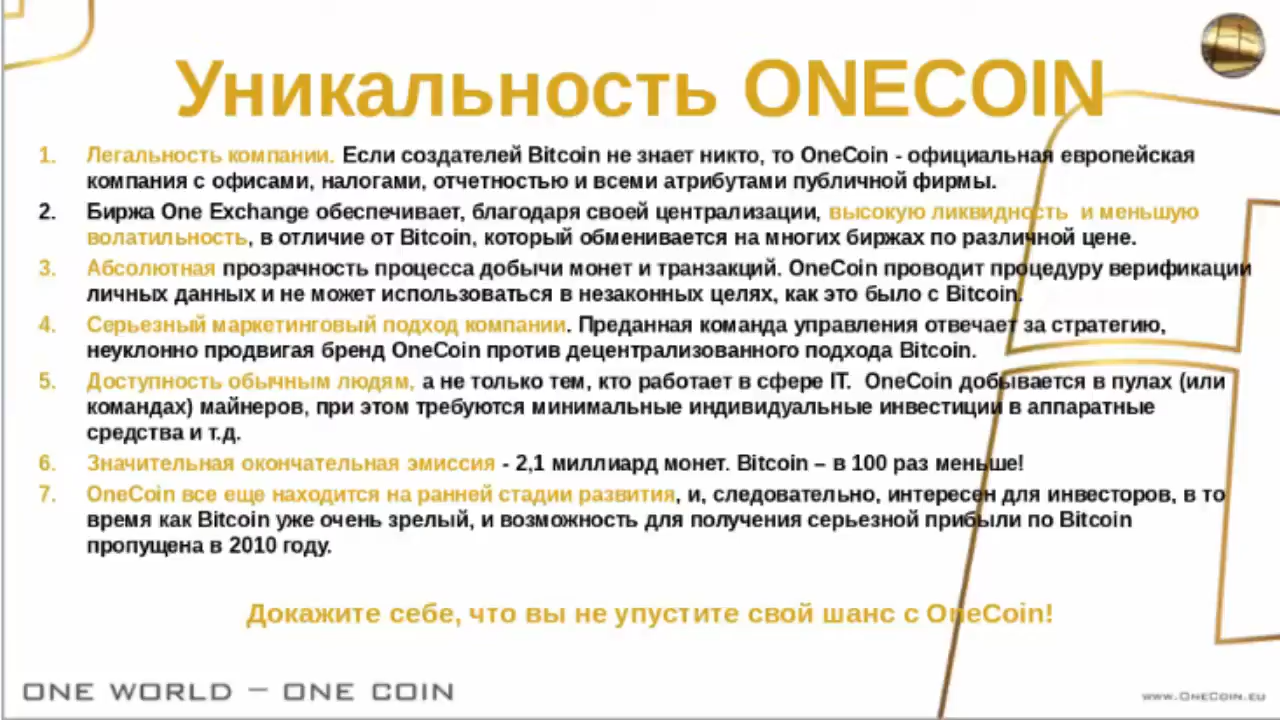 Уникальность ONECOIN
1. Легальность компании. Если создателей Bitcoin не знает никто, то OneCoin - официальная европейская
компания с офисами, налогами, отчетностью и всеми атрибутами публичной фирмы.
2. Биржа One Exchange обеспечивает, благодаря своей централизации, высокую ликвидность и меньшую
волатильность, в отличие от Bitcoin, который обменивается на многих биржах по различной цене.
3. Абсолютная прозрачность процесса добычи монет и транзакций. OneCoin проводит процедуру верификации
личных данных и не может использоваться в незаконных целях, как это было с Bitcoin.
4. Серьезный маркетинговый подход компании. Преданная команда управления отвечает за стратегию,
неуклонно продвигая бренд OneCoin против децентрализованного подхода Bitcoin.
5. Доступность обычным людям, а не только тем, кто работает в сфере IT. OneCoin добывается в пулах (или
командах) майнеров, при этом требуются минимальные индивидуальные инвестиции в аппаратные
средства и т.д.
6. Значительная окончательная эмиссия - 2,1 миллиард монет. Bitcoin – в 100 раз меньше!
7. OneCoin все еще находится на ранней стадии развития, и, следовательно, интересен для инвесторов, в то
время как Bitcoin уже очень зрелый, и возможность для получения серьезной прибыли по Bitcoin
пропущена в 2010 году.
Докажите себе, что вы не упустите свой шанс с OneCoin!
ONE WORLD – ONE COIN
www.OneCoin.eu